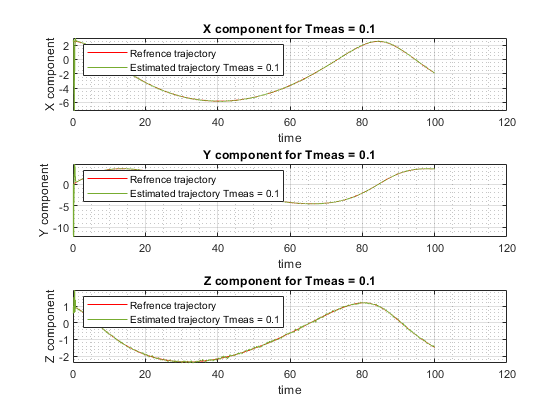 X component for Tmeas = 0.1
X component
2
0
-2
-4
-6
Refrence trajectory
Estimated trajectory Tmeas = 0.1
0 20 40 60 80 100 120
time
Y component for Tmeas = 0.1
Y component
0
-5
-10
Refrence trajectory
Estimated trajectory Tmeas = 0.1
0 20 40 60 80 100 120
time
Z component for Tmeas = 0.1
Z component
1
0
-1
-2
Refrence trajectory
Estimated trajectory Tmeas = 0.1
0 20 40 60 80 100 120
time